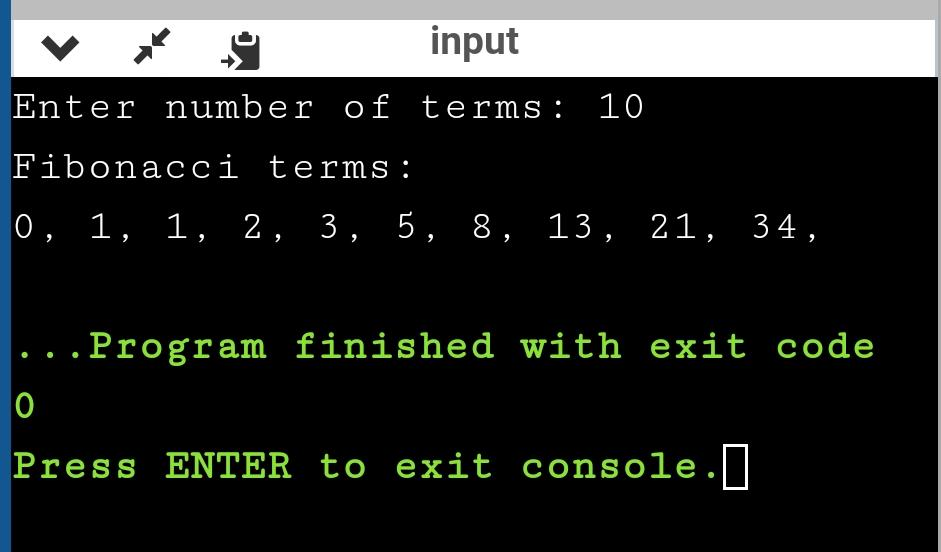 input
Enter number of terms: 10
Fibonacci terms:
0, 1, 1, 2, 3, 5, 8, 13, 21, 34,
...Program finished with exit code
0
Press ENTER to exit console.